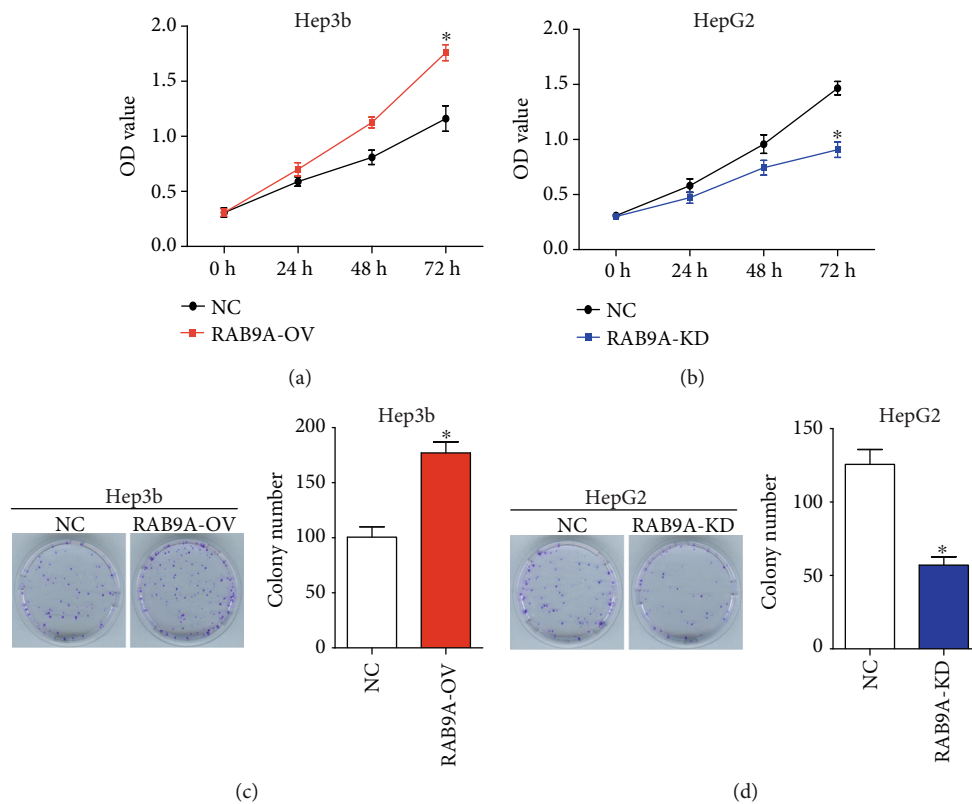 Hep3b
2.0
1.5
1.0
0.5
0.0
OD value
*
0 h 24 h 48 h 72 h
NC
RAB9A-OV
(a)
HepG2
2.0
1.5
1.0
0.5
0.0
OD value
*
0 h 24 h 48 h 72 h
NC
RAB9A-KD
(b)
Hep3b
NC RAB9A-OV
Hep3b
200
150
100
50
0
Colony number
*
NC
RAB9A-OV
(c)
HepG2
NC RAB9A-KD
HepG2
150
100
50
0
Colony number
*
NC
RAB9A-KD
(d)